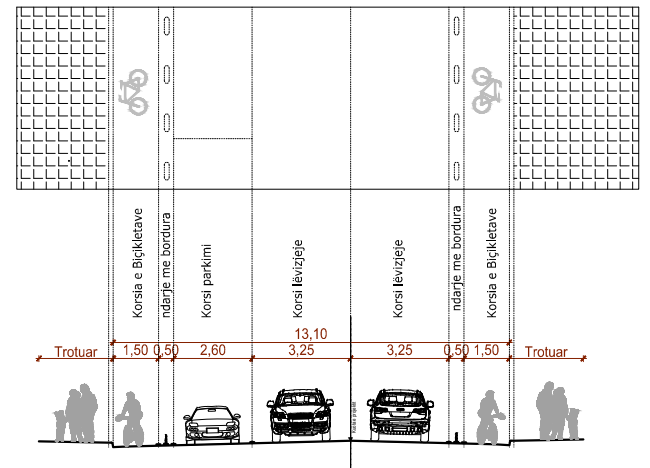 Korsia e Biçikletave
ndarje me bordura
Korsi parkimi
Korsi lëvizjeje
Korsi lëvizjeje
ndarje me bordura
Korsia e Biçikletave
13,10
Trotuar 1,50 0,50 2,60 3,25 3,25 0,50 1,50 Trotuar